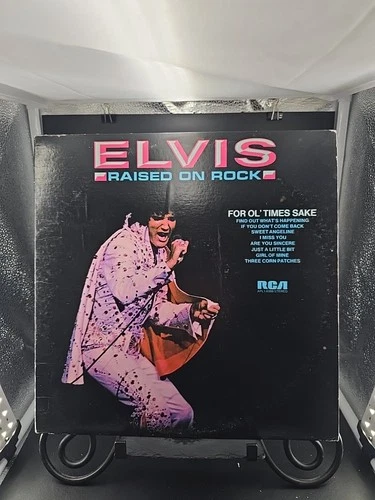 ELVIS
RAISED ON ROCK
FOR OL' TIMES SAKE
FIND OUT WHAT'S HAPPENING
IF YOU DON'T COME BACK
SWEET ANGELINE
I MISS YOU
ARE YOU SINCERE
JUST A LITTLE BIT
GIRL OF MINE
THREE CORN PATCHES
RCA